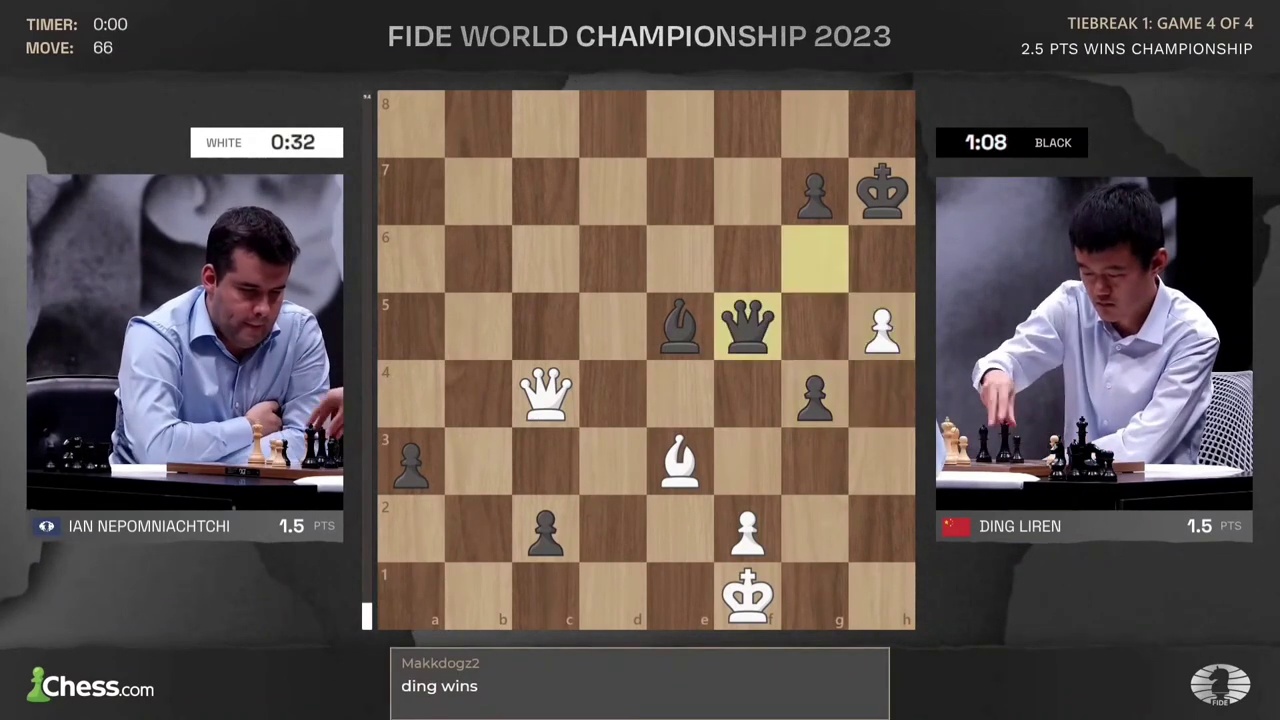 TIMER: 0:00
MOVE: 66
FIDE WORLD CHAMPIONSHIP 2023
TIEBREAK 1: GAME 4 OF 4
2.5 PTS WINS CHAMPIONSHIP
WHITE 0:32
1:08 BLACK
8
7
6
5
4
3
2
1
a b c d e f g h
IAN NEPOMNIACHTCHI 1.5 PTS
DING LIREN 1.5 PTS
Makkdogz2
ding wins
Chess.com
FIDE